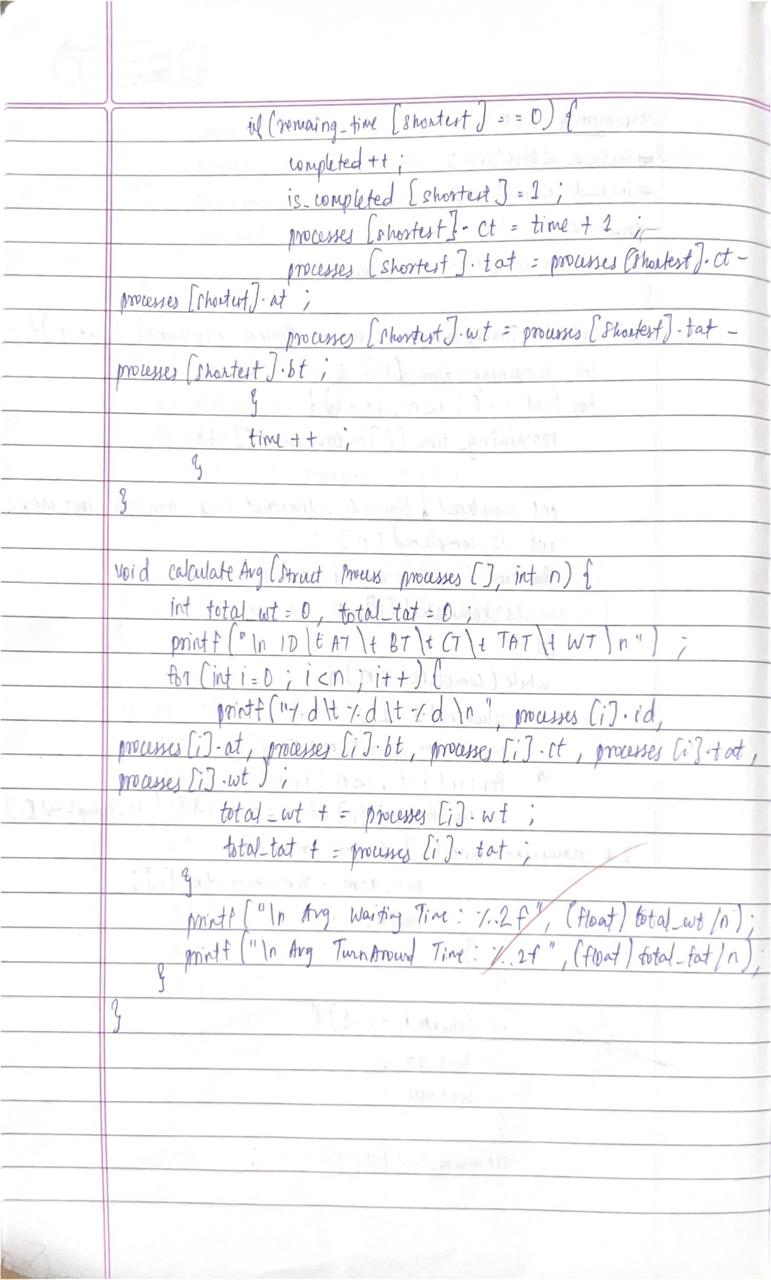 if (remaing_time [shortest] == 0) {
completed ++ ;
is_completed [shortest] = 1 ;
processes [shortest]. ct = time + 1 ;
processes [shortest]. tat = processes [shortest]. ct -
processes [shortest]. at ;
processes [shortest]. wt = processes [shortest]. tat -
processes [shortest]. bt ;
}
time ++ ;
}
}
void calculateAvg (struct Process processes [], int n) {
int total_wt = 0, total_tat = 0 ;
printf ("\n ID \t AT \t BT \t CT \t TAT \t WT \n") ;
for (int i = 0 ; i < n ; i++) {
printf ("%d \t %d \t %d \n ", processes [i]. id,
processes [i]. at, processes [i]. bt, processes [i]. ct, processes [i]. tat,
processes [i]. wt ) ;
total_wt += processes [i]. wt ;
total_tat += processes [i]. tat ;
}
printf ("\n Avg Waiting Time : %.2f", (float) total_wt /n) ;
printf ("\n Avg TurnAround Time : %.2f ", (float) total_tat /n) ;
}
}